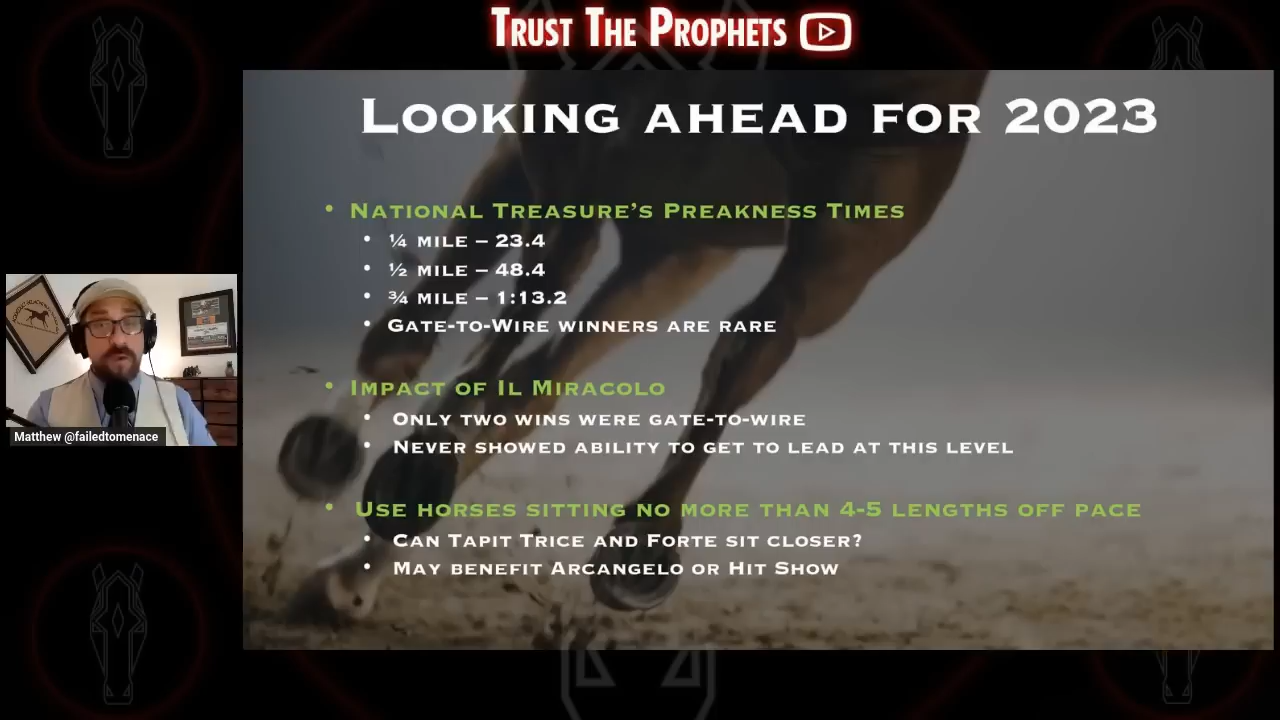 Trust The Prophets
Looking ahead for 2023
• National Treasure's Preakness Times
• ¼ mile – 23.4
• ½ mile – 48.4
• ¾ mile – 1:13.2
• Gate-to-Wire winners are rare
• Impact of Il Miracolo
• Only two wins were gate-to-wire
• Never showed ability to get to lead at this level
• Use horses sitting no more than 4-5 lengths off pace
• Can Tapit Trice and Forte sit closer?
• May benefit Arcangelo or Hit Show
Matthew @failedtomenace